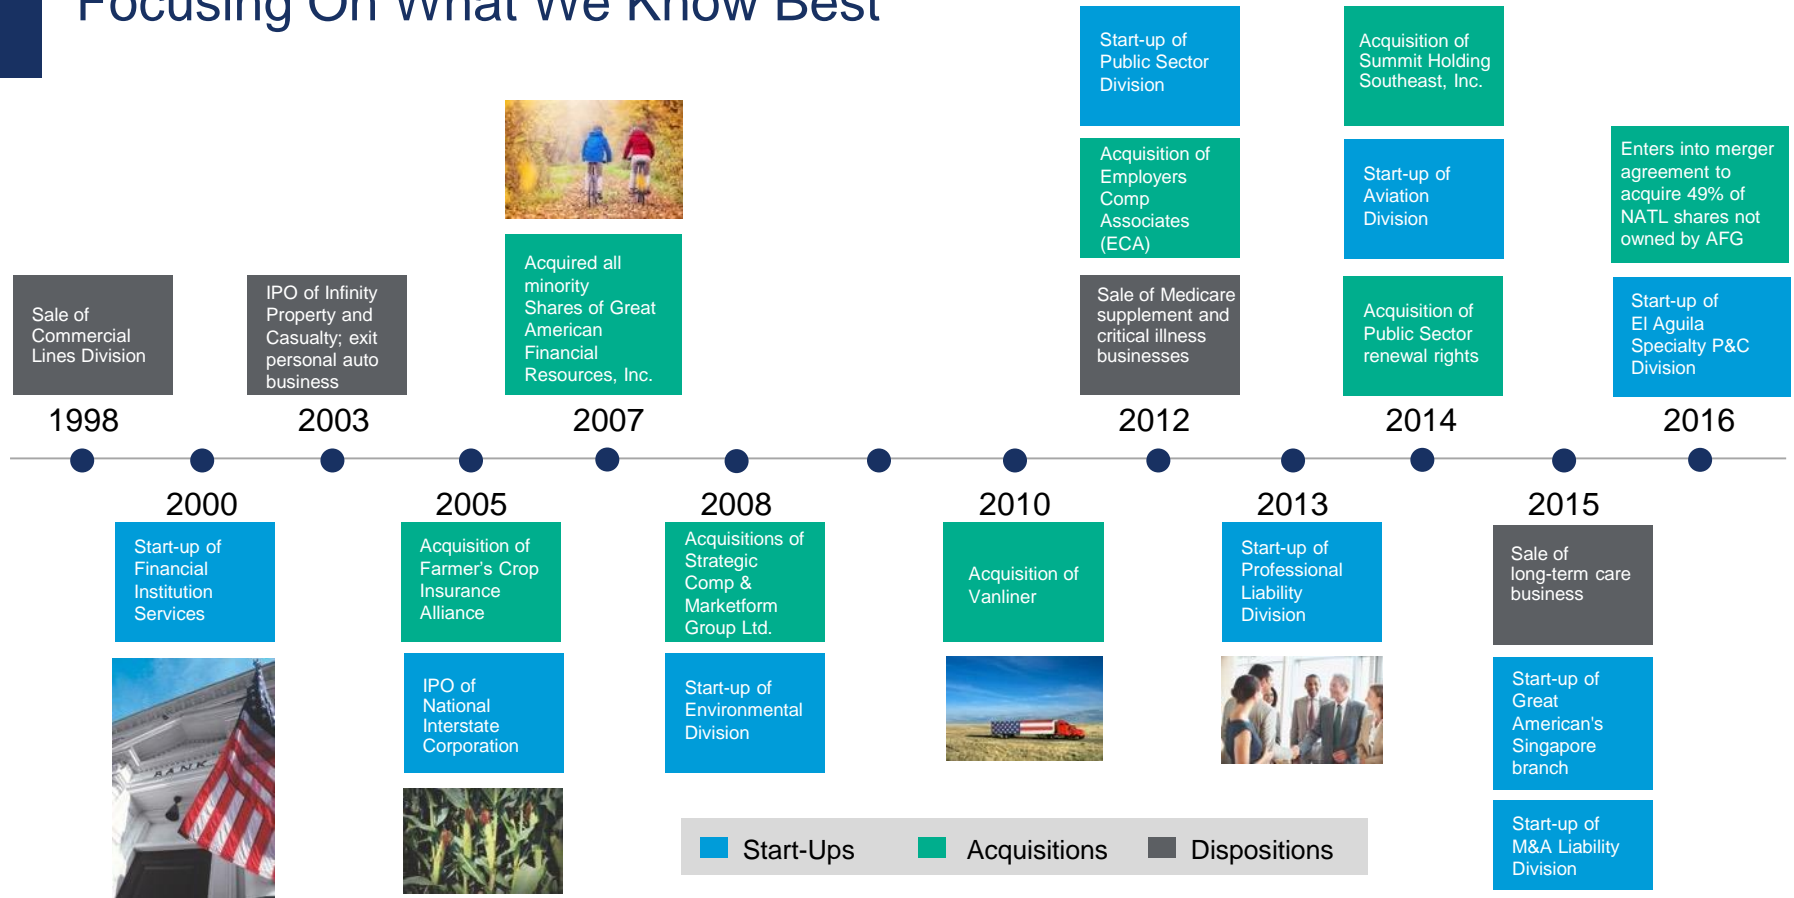 Focusing On What We Know Best
Start-up of
Public Sector
Division
Acquisition of
Summit Holding
Southeast, Inc.
Acquisition of
Employers
Comp
Associates
(ECA)
Start-up of
Aviation
Division
Enters into merger
agreement to
acquire 49% of
NATL shares not
owned by AFG
Sale of
Commercial
Lines Division
IPO of Infinity
Property and
Casualty; exit
personal auto
business
Acquired all
minority
Shares of Great
American
Financial
Resources, Inc.
Sale of Medicare
supplement and
critical illness
businesses
Acquisition of
Public Sector
renewal rights
Start-up of
El Aguila
Specialty P&C
Division
1998
2003
2007
2012
2014
2016
2000
2005
2008
2010
2013
2015
Start-up of
Financial
Institution
Services
Acquisition of
Farmer's Crop
Insurance
Alliance
Acquisitions of
Strategic
Comp &
Marketform
Group Ltd.
Acquisition of
Vanliner
Start-up of
Professional
Liability
Division
Sale of
long-term care
business
IPO of
National
Interstate
Corporation
Start-up of
Environmental
Division
Start-up of
Great
American's
Singapore
branch
BANK
Start-up of
M&A Liability
Division
Start-Ups
Acquisitions
Dispositions